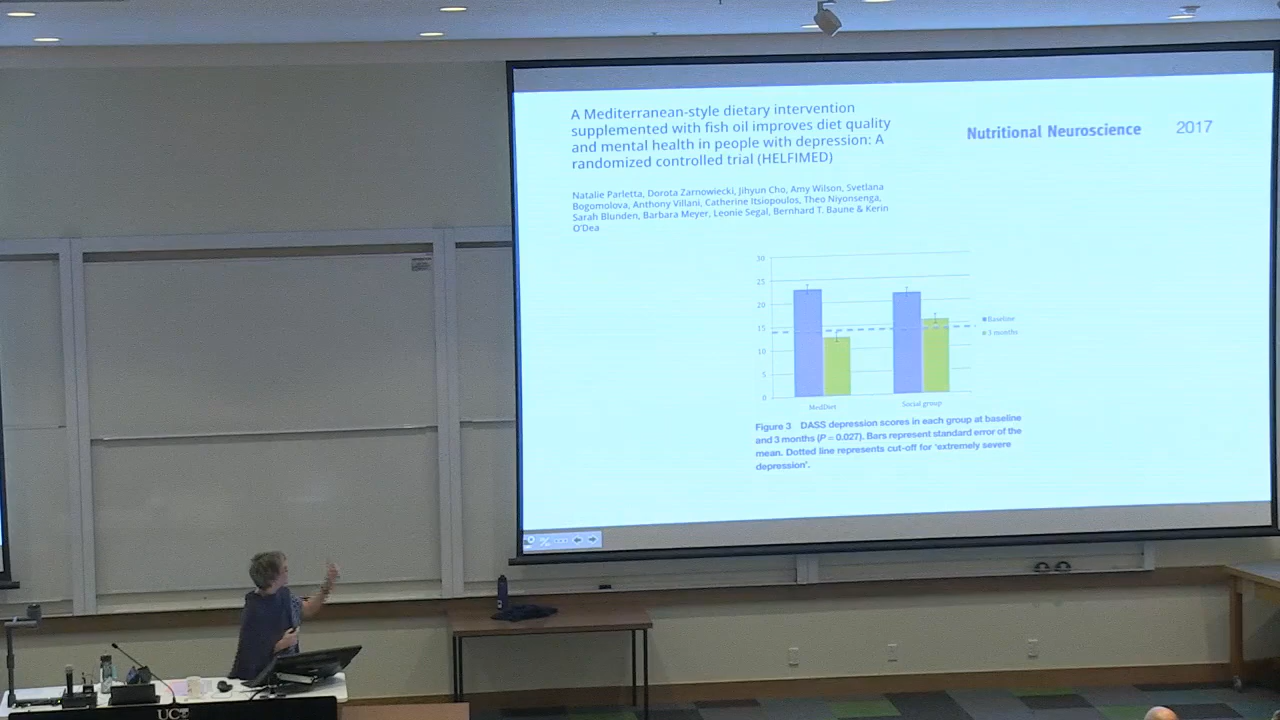 A Mediterranean-style dietary intervention
supplemented with fish oil improves diet quality
and mental health in people with depression: A
randomized controlled trial (HELFIMED)
Nutritional Neuroscience 2017
Natalie Parletta, Dorota Zarnowiecki, Jihyun Cho, Amy Wilson, Svetlana
Bogomolova, Anthony Villani, Catherine Itsiopoulos, Theo Niyonsenga,
Sarah Blunden, Barbara Meyer, Leonie Segal, Bernhard T. Baune & Kerin
O'Dea
30
25
20
15
10
5
0
Baseline
3 months
MedDiet
Social group
Figure 3 DASS depression scores in each group at baseline
and 3 months (P = 0.027). Bars represent standard error of the
mean. Dotted line represents cut-off for 'extremely severe
depression'.